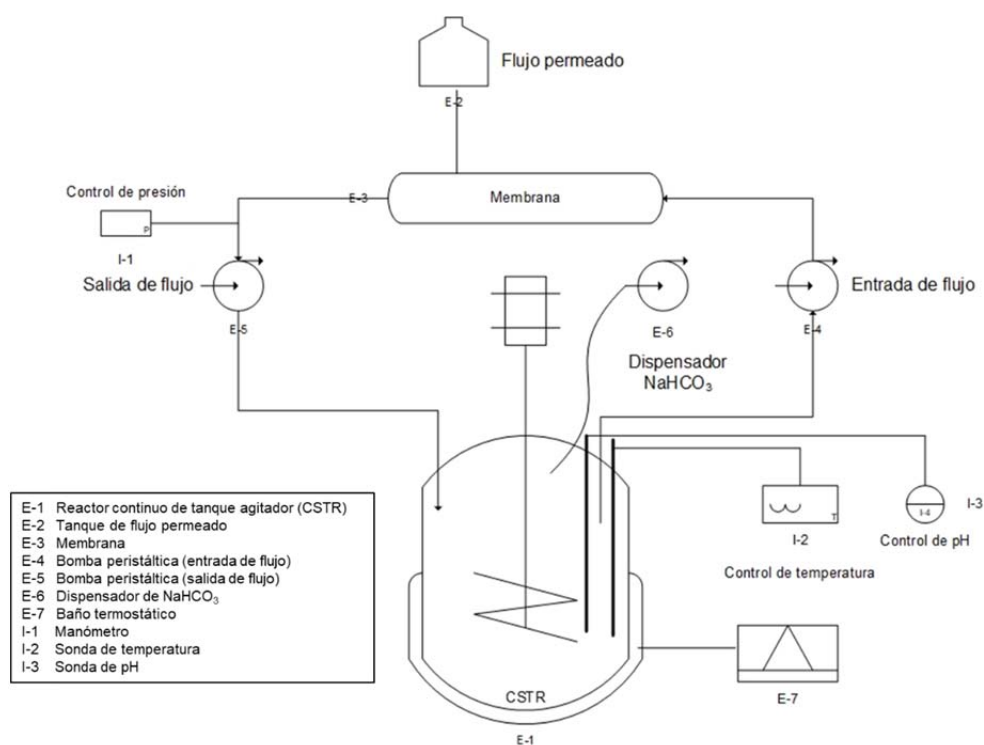 Flujo permeado
E-2
Control de presión
E-3
Membrana
P
I-1
Salida de flujo
Entrada de flujo
E-5
E-6
E-4
Dispensador
NaHCO₃
E-1 Reactor continuo de tanque agitador (CSTR)
E-2 Tanque de flujo permeado
E-3 Membrana
E-4 Bomba peristáltica (entrada de flujo)
E-5 Bomba peristáltica (salida de flujo)
E-6 Dispensador de NaHCO₃
E-7 Baño termostático
I-1 Manómetro
I-2 Sonda de temperatura
I-3 Sonda de pH
T
I-4
I-3
I-2
Control de pH
Control de temperatura
CSTR
E-7
E-1